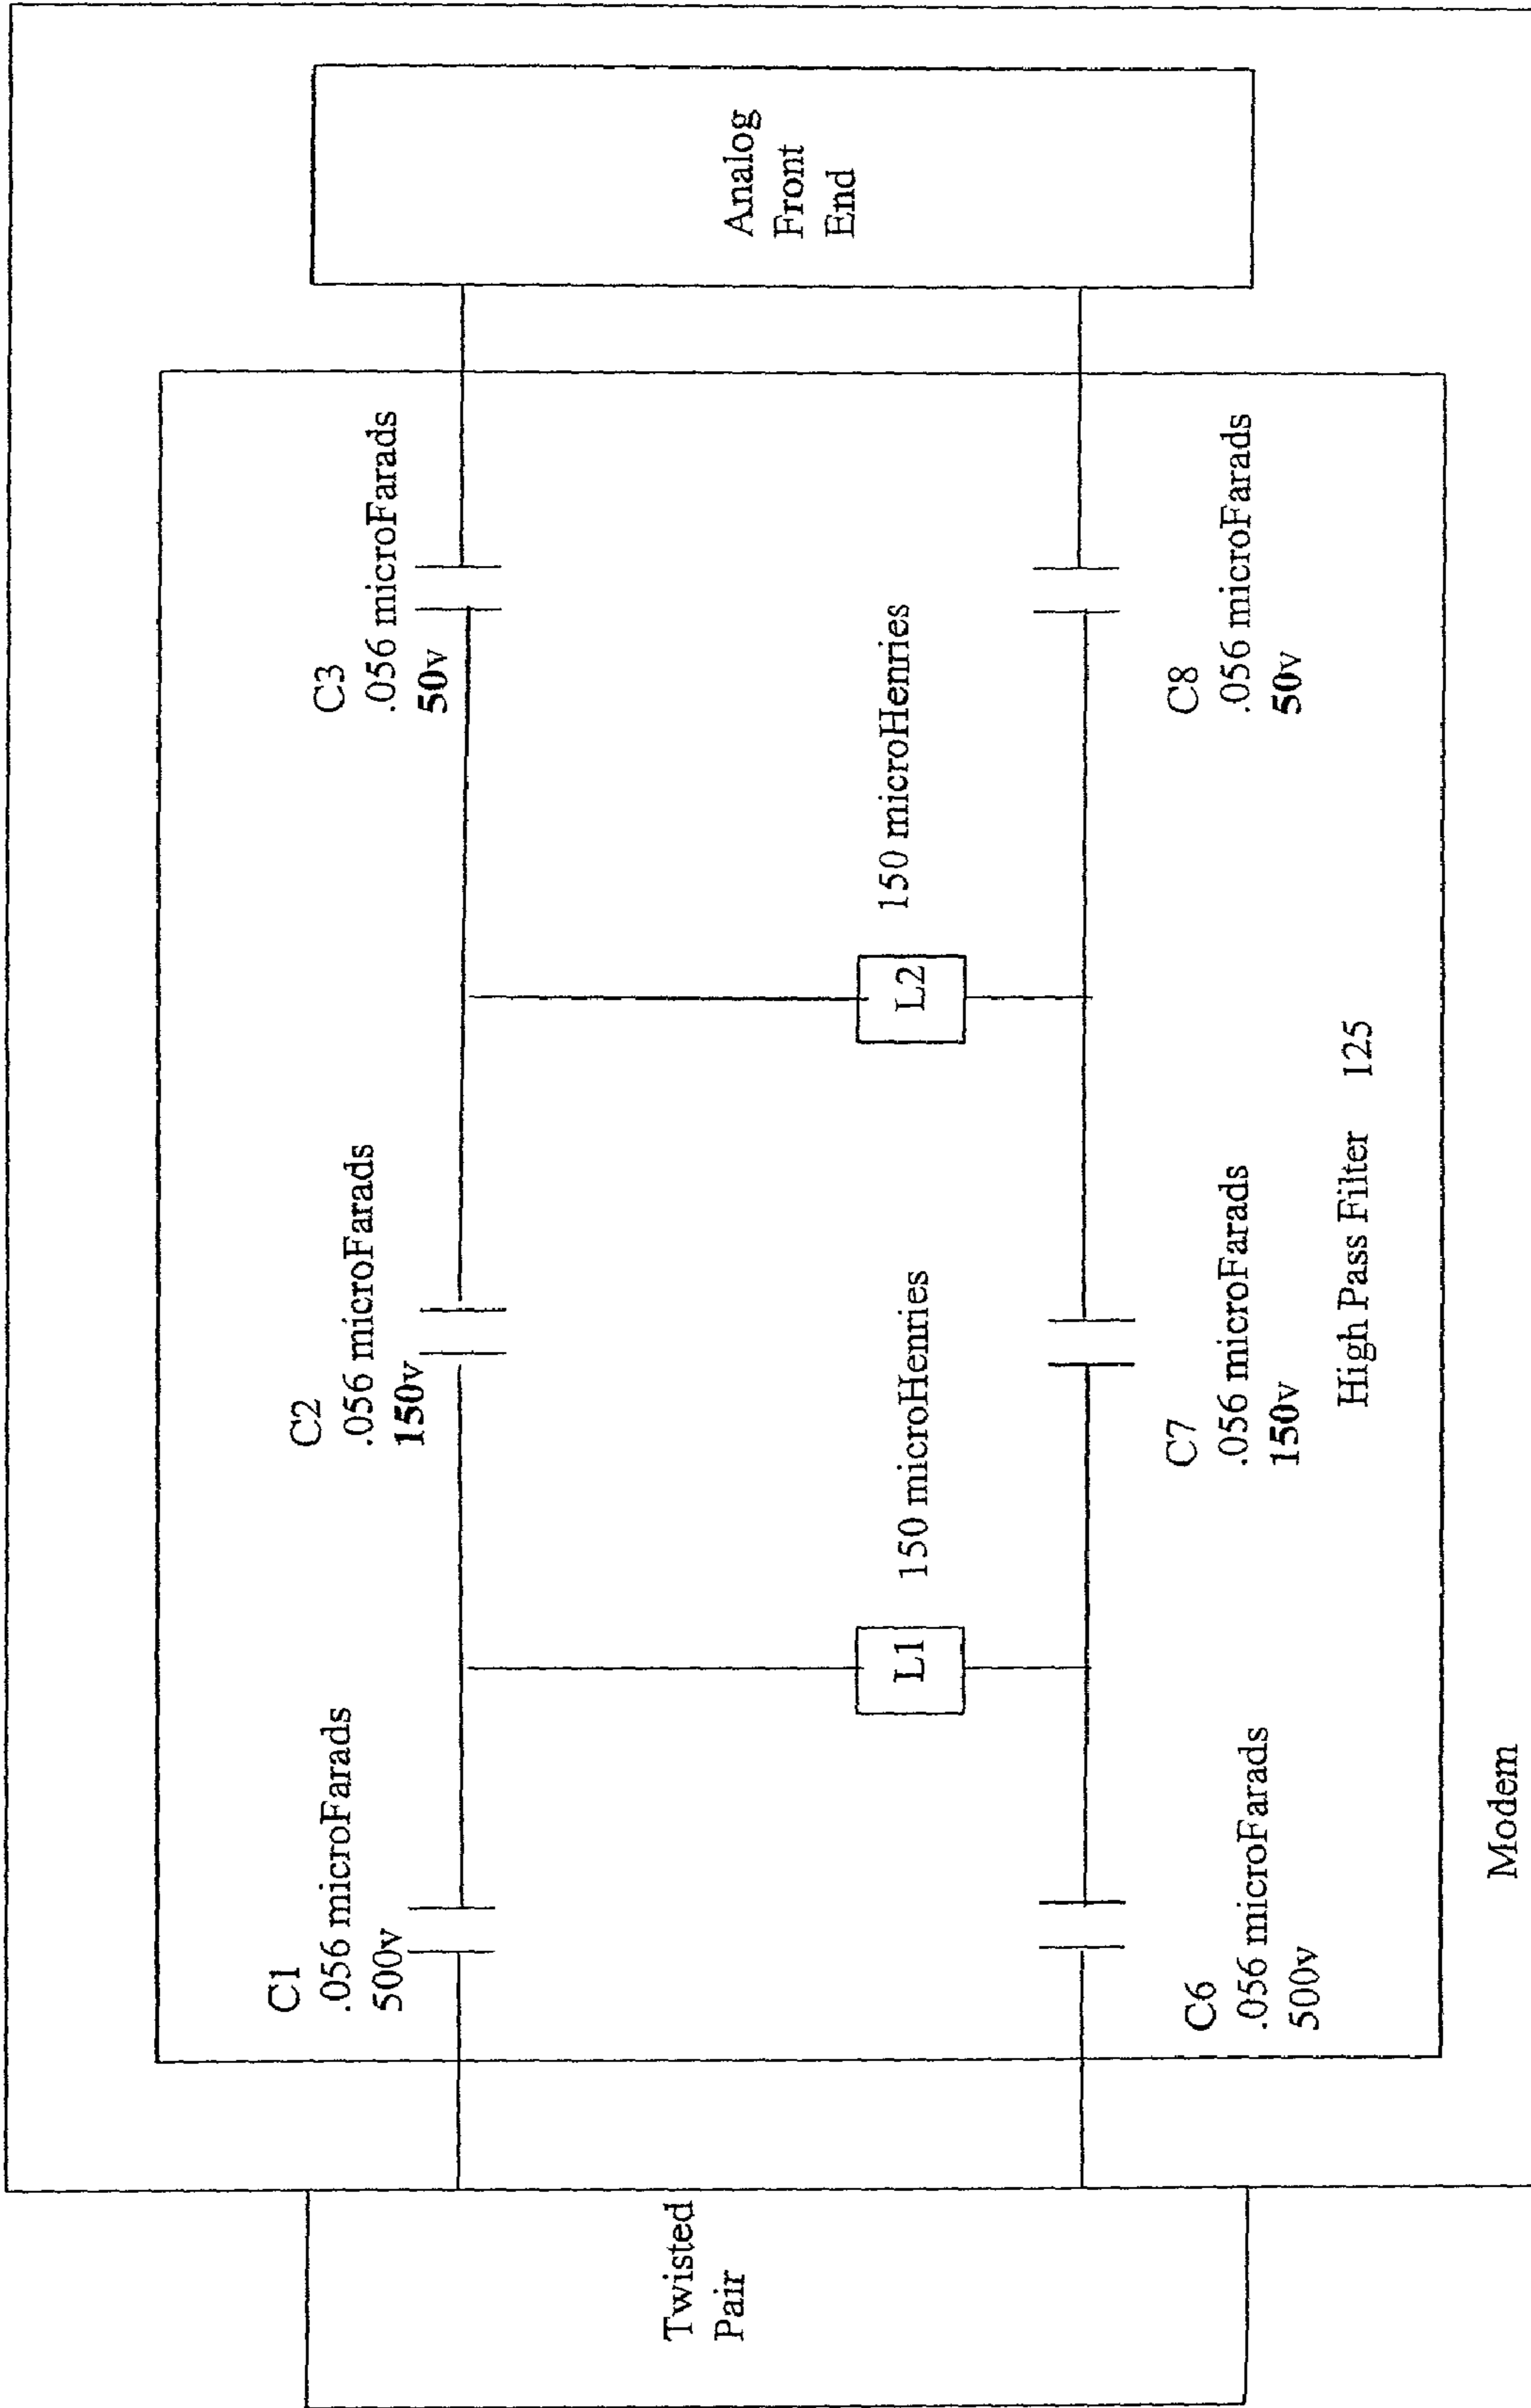 C1
.056 microFarads
500v
C2
.056 microFarads
150v
C3
.056 microFarads
50v
Twisted
Pair
L1
150 microHenries
L2
150 microHenries
Analog
Front
End
C6
.056 microFarads
500v
C7
.056 microFarads
150v
C8
.056 microFarads
50v
High Pass Filter 125
Modem